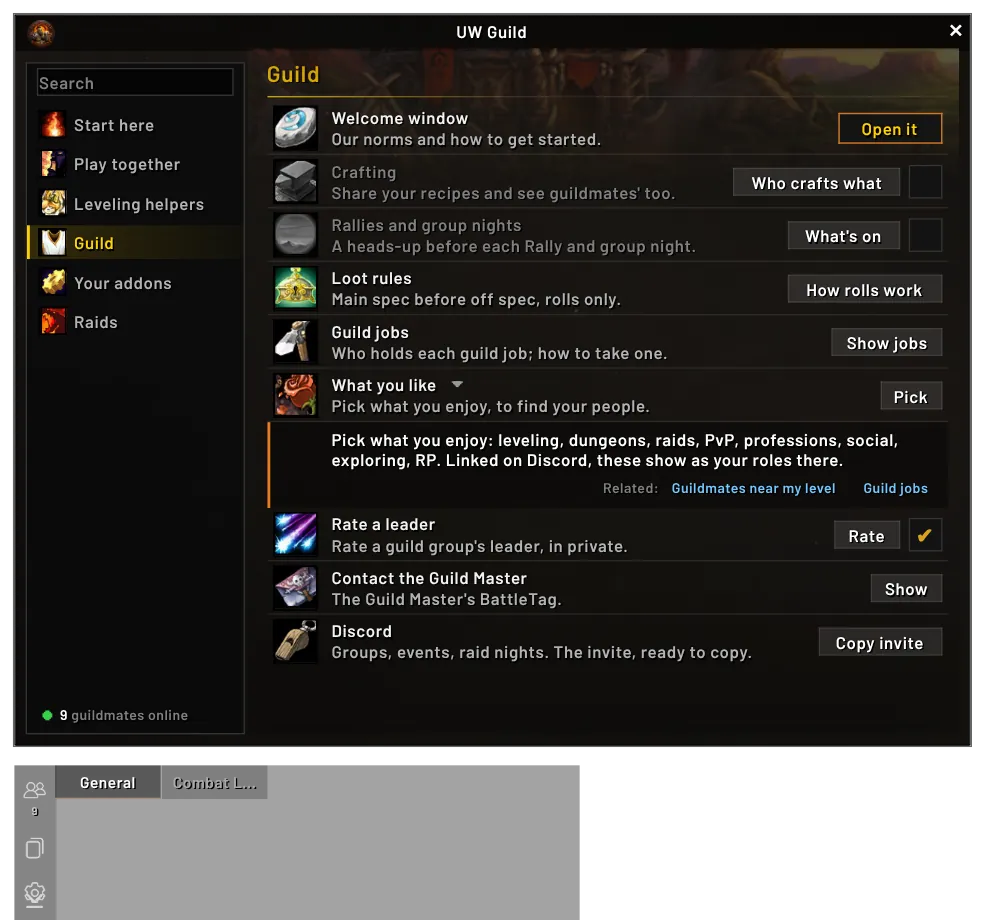 UW Guild
Search
Start here
Play together
Leveling helpers
Guild
Your addons
Raids
9 guildmates online
Guild
Welcome window
Our norms and how to get started.
Open it
Crafting
Share your recipes and see guildmates' too.
Who crafts what
Rallies and group nights
A heads-up before each Rally and group night.
What's on
Loot rules
Main spec before off spec, rolls only.
How rolls work
Guild jobs
Who holds each guild job; how to take one.
Show jobs
What you like
Pick what you enjoy, to find your people.
Pick
Pick what you enjoy: leveling, dungeons, raids, PvP, professions, social,
exploring, RP. Linked on Discord, these show as your roles there.
Related: Guildmates near my level Guild jobs
Rate a leader
Rate a guild group's leader, in private.
Rate
Contact the Guild Master
The Guild Master's BattleTag.
Show
Discord
Groups, events, raid nights. The invite, ready to copy.
Copy invite
General
Combat L...
9